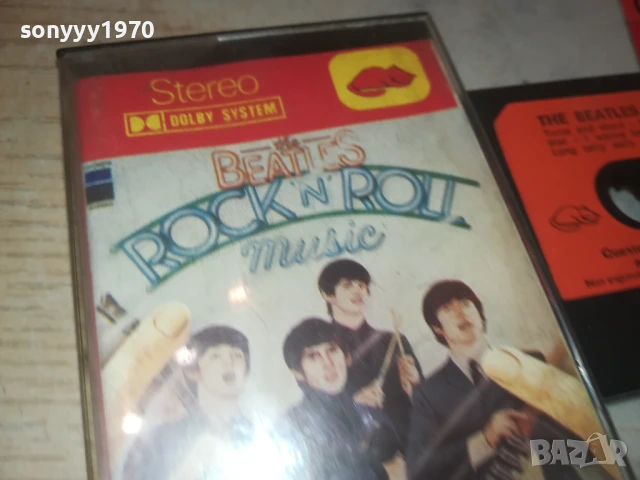 sonyyy1970
Stereo
DOLBY SYSTEM
the
BEATLES
ROCK 'N' ROLL
music
THE BEATLES
BAZAR